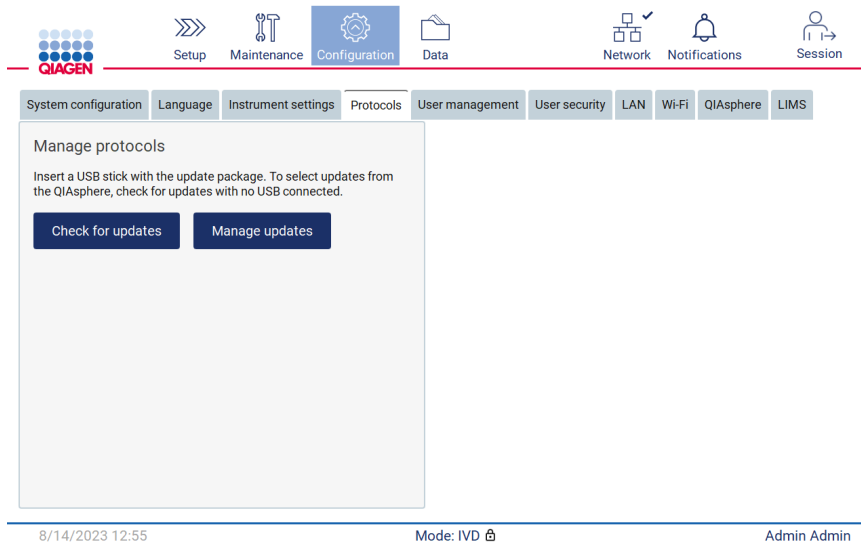 QIAGEN
Setup
Maintenance
Configuration
Data
Network
Notifications
Session
System configuration
Language
Instrument settings
Protocols
User management
User security
LAN
Wi-Fi
QIAsphere
LIMS
Manage protocols
Insert a USB stick with the update package. To select updates from
the QIAsphere, check for updates with no USB connected.
Check for updates
Manage updates
8/14/2023 12:55
Mode: IVD
Admin Admin